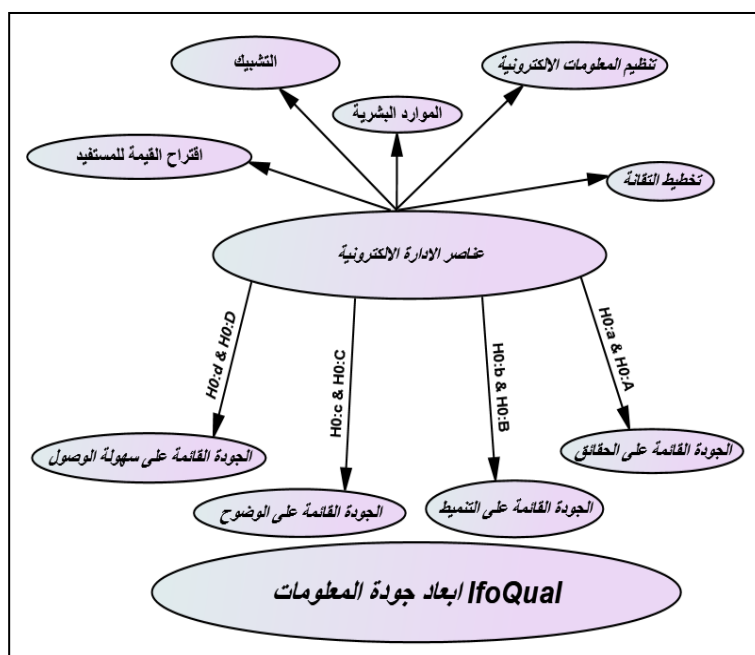 تنظيم المعلومات الالكترونية
التشبيك
الموارد البشرية
اقتراح القيمة للمستفيد
تخطيط التقانة
عناصر الادارة الالكترونية
H0:a & H0:A
H0:b & H0:B
H0:c & H0:C
H0:d & H0:D
الجودة القائمة على الحقائق
الجودة القائمة على سهولة الوصول
الجودة القائمة على التنميط
الجودة القائمة على الوضوح
IfoQual ابعاد جودة المعلومات